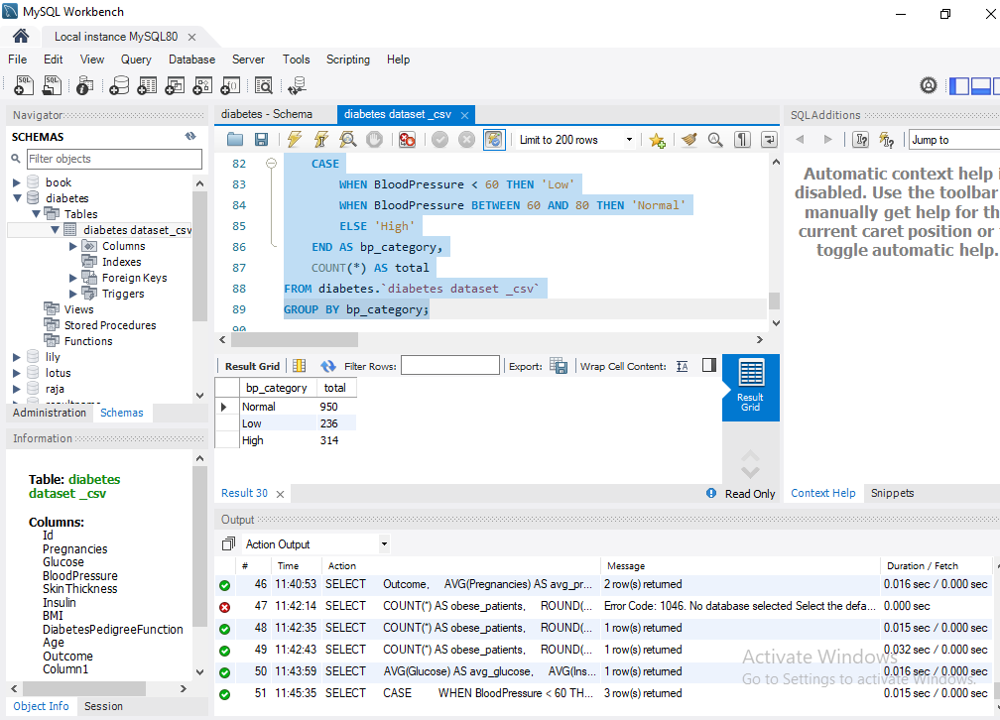 MySQL Workbench
Local instance MySQL80
File Edit View Query Database Server Tools Scripting Help
Navigator
SCHEMAS
Filter objects
book
diabetes
Tables
diabetes dataset_csv
Columns
Indexes
Foreign Keys
Triggers
Views
Stored Procedures
Functions
lily
lotus
raja
Administration Schemas
Information
Table: diabetes
dataset _csv
Columns:
Id
Pregnancies
Glucose
BloodPressure
SkinThickness
Insulin
BMI
DiabetesPedigreeFunction
Age
Outcome
Column1
Object Info Session
diabetes - Schema diabetes dataset _csv
Limit to 200 rows
82 CASE
83 WHEN BloodPressure < 60 THEN 'Low'
84 WHEN BloodPressure BETWEEN 60 AND 80 THEN 'Normal'
85 ELSE 'High'
86 END AS bp_category,
87 COUNT(*) AS total
88 FROM diabetes.`diabetes dataset _csv`
89 GROUP BY bp_category;
90
Result Grid Filter Rows: Export: Wrap Cell Content:
bp_category total
Normal 950
Low 236
High 314
Result Grid
Result 30 Read Only
SQLAdditions
Jump to
Automatic context help i
disabled. Use the toolbar
manually get help for th
current caret position or
toggle automatic help.
Context Help Snippets
Output
Action Output
# Time Action Message Duration / Fetch
46 11:40:53 SELECT Outcome, AVG(Pregnancies) AS avg_pr... 2 row(s) returned 0.016 sec / 0.000 sec
47 11:42:14 SELECT COUNT(*) AS obese_patients, ROUND(... Error Code: 1046. No database selected Select the defa... 0.000 sec
48 11:42:35 SELECT COUNT(*) AS obese_patients, ROUND(... 1 row(s) returned 0.015 sec / 0.000 sec
49 11:42:43 SELECT COUNT(*) AS obese_patients, ROUND(... 1 row(s) returned 0.032 sec / 0.000 sec
50 11:43:59 SELECT AVG(Glucose) AS avg_glucose, AVG(Ins... 1 row(s) returned 0.016 sec / 0.000 sec
51 11:45:35 SELECT CASE WHEN BloodPressure < 60 TH... 3 row(s) returned 0.015 sec / 0.000 sec
Activate Windows
Go to Settings to activate Windows.